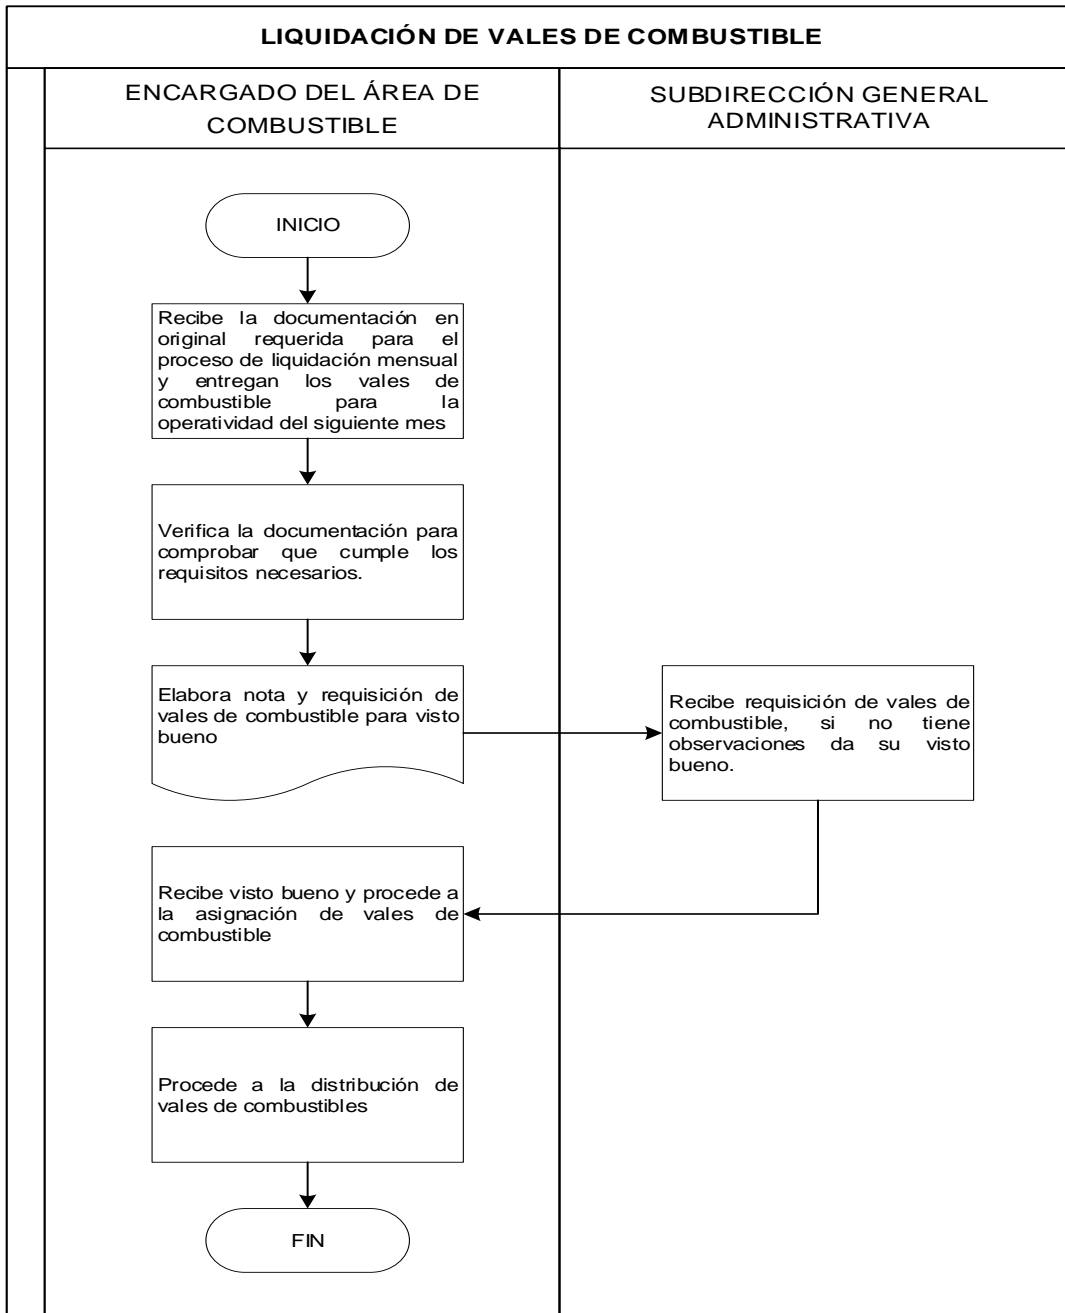 LIQUIDACIÓN DE VALES DE COMBUSTIBLE
ENCARGADO DEL ÁREA DE
COMBUSTIBLE
SUBDIRECCIÓN GENERAL
ADMINISTRATIVA
INICIO
Recibe la documentación en
original requerida para el
proceso de liquidación mensual
y entregan los vales de
combustible para la
operatividad del siguiente mes
Verifica la documentación para
comprobar que cumple los
requisitos necesarios.
Elabora nota y requisición de
vales de combustible para visto
bueno
Recibe requisición de vales de
combustible, si no tiene
observaciones da su visto
bueno.
Recibe visto bueno y procede a
la asignación de vales de
combustible
Procede a la distribución de
vales de combustibles
FIN